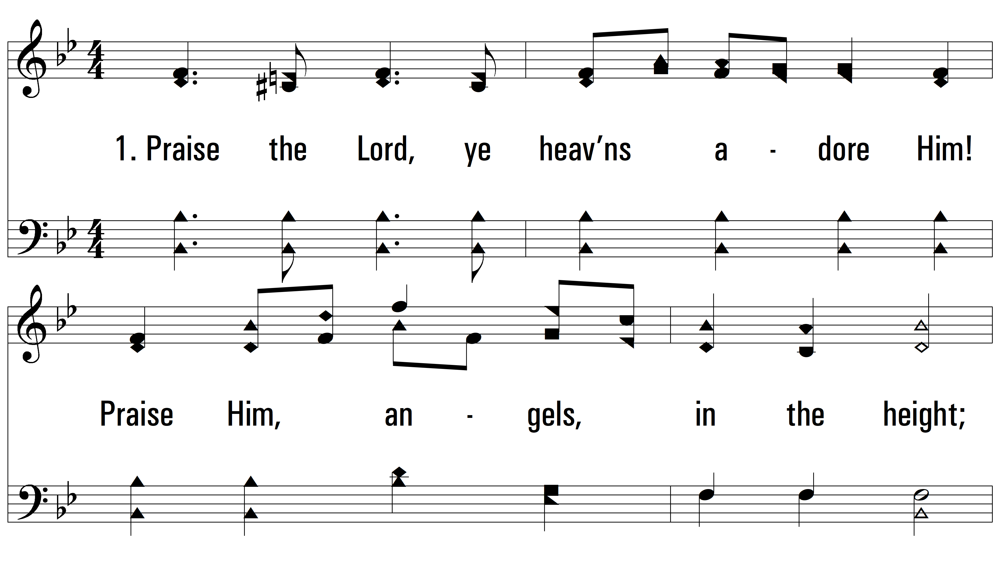 1. Praise the Lord, ye heav’ns a - dore Him!
Praise Him, an - gels, in the height;